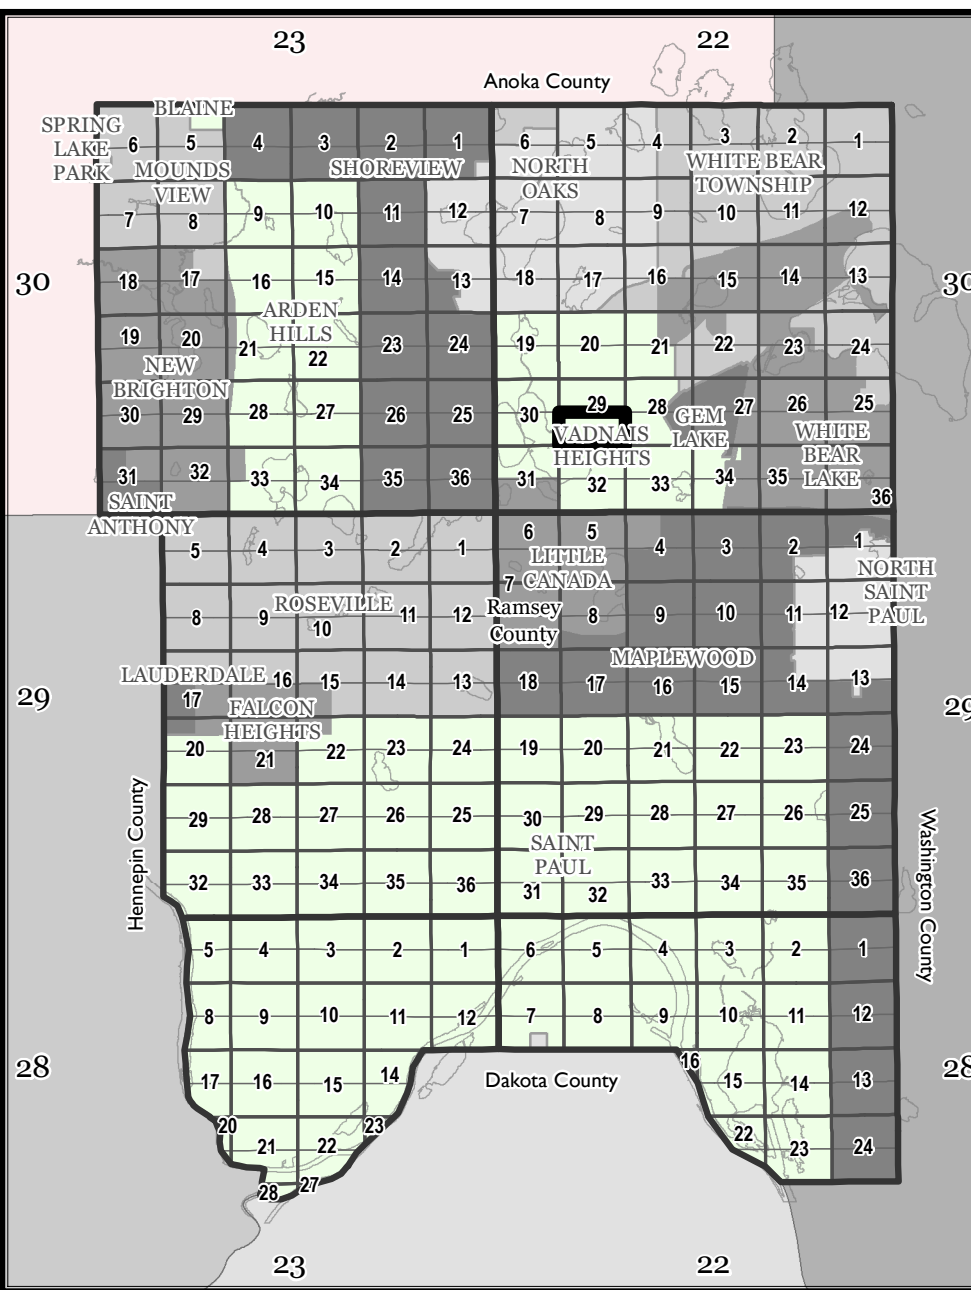 23 22
Anoka County
BLAINE
SPRING
LAKE
PARK
6 5 4 3 2 1 6 5 4 3 2 1
MOUNDS
VIEW
SHOREVIEW
NORTH
OAKS
WHITE BEAR
TOWNSHIP
7 8 9 10 11 12 7 8 9 10 11 12
30 18 17 16 15 14 13 18 17 16 15 14 13 30
ARDEN
HILLS
19 20 21 22 23 24 19 20 21 22 23 24
NEW
BRIGHTON
30 29 28 27 26 25 30 29 28 27 26 25
GEM
LAKE
VADNAIS
HEIGHTS
WHITE
BEAR
LAKE
31 32 33 34 35 36 31 32 33 34 35 36
SAINT
ANTHONY
5 4 3 2 1 6 5 4 3 2 1
LITTLE
CANADA
NORTH
SAINT
PAUL
8 9 10 11 12 7 8 9 10 11 12
ROSEVILLE
Ramsey
County
MAPLEWOOD
LAUDERDALE
29 17 16 15 14 13 18 17 16 15 14 13 29
FALCON
HEIGHTS
20 21 22 23 24 19 20 21 22 23 24
29 28 27 26 25 30 29 28 27 26 25
SAINT
PAUL
32 33 34 35 36 31 32 33 34 35 36
Hennepin County
Washington County
5 4 3 2 1 6 5 4 3 2 1
8 9 10 11 12 7 8 9 10 11 12
28 17 16 15 14 16 15 14 13 28
Dakota County
20 21 22 23 22 23 24
28 27
23 22